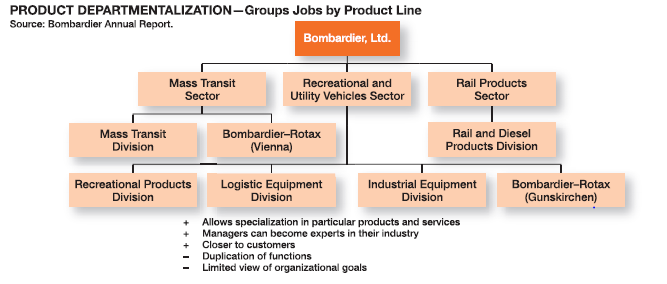 PRODUCT DEPARTMENTALIZATION—Groups Jobs by Product Line
Source: Bombardier Annual Report.
Bombardier, Ltd.
Mass Transit
Sector
Recreational and
Utility Vehicles Sector
Rail Products
Sector
Mass Transit
Division
Bombardier–Rotax
(Vienna)
Rail and Diesel
Products Division
Recreational Products
Division
Logistic Equipment
Division
Industrial Equipment
Division
Bombardier–Rotax
(Gunskirchen)
+ Allows specialization in particular products and services
+ Managers can become experts in their industry
+ Closer to customers
– Duplication of functions
– Limited view of organizational goals